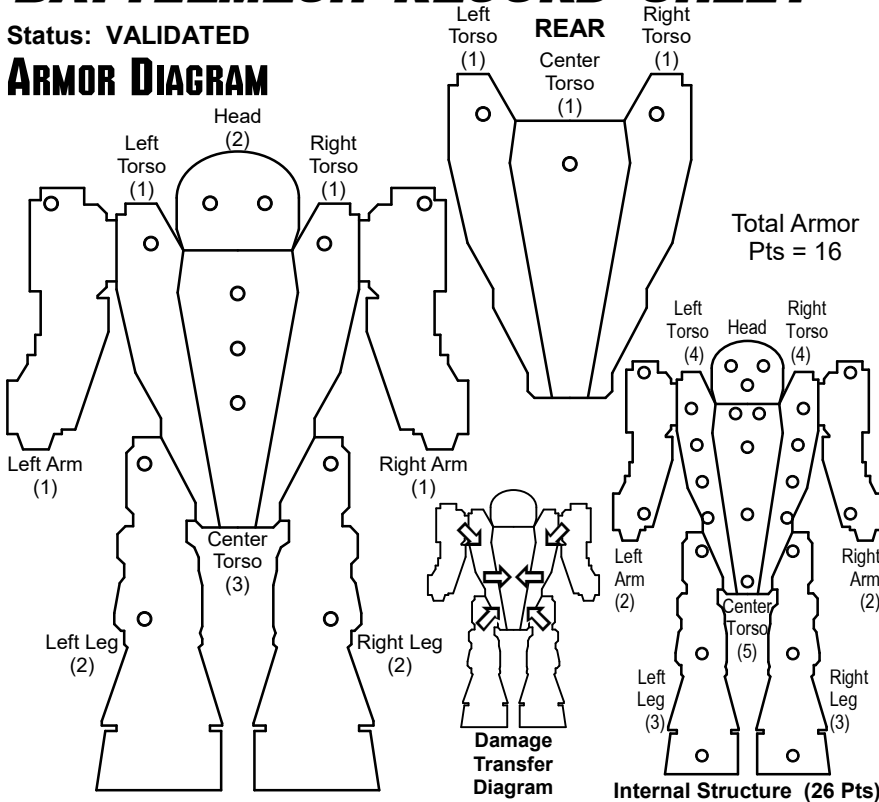 BATTLEMECH RECORD SHEET
Status: VALIDATED
ARMOR DIAGRAM
Head
(2)
Left
Torso
(1)
Right
Torso
(1)
Left Arm
(1)
Right Arm
(1)
Center
Torso
(3)
Left Leg
(2)
Right Leg
(2)
Left
Torso
(1)
REAR
Center
Torso
(1)
Right
Torso
(1)
Total Armor
Pts = 16
Damage
Transfer
Diagram
Left
Torso
(4)
Head
Right
Torso
(4)
Left
Arm
(2)
Right
Arm
(2)
Center
Torso
(5)
Left
Leg
(3)
Right
Leg
(3)
Internal Structure (26 Pts)